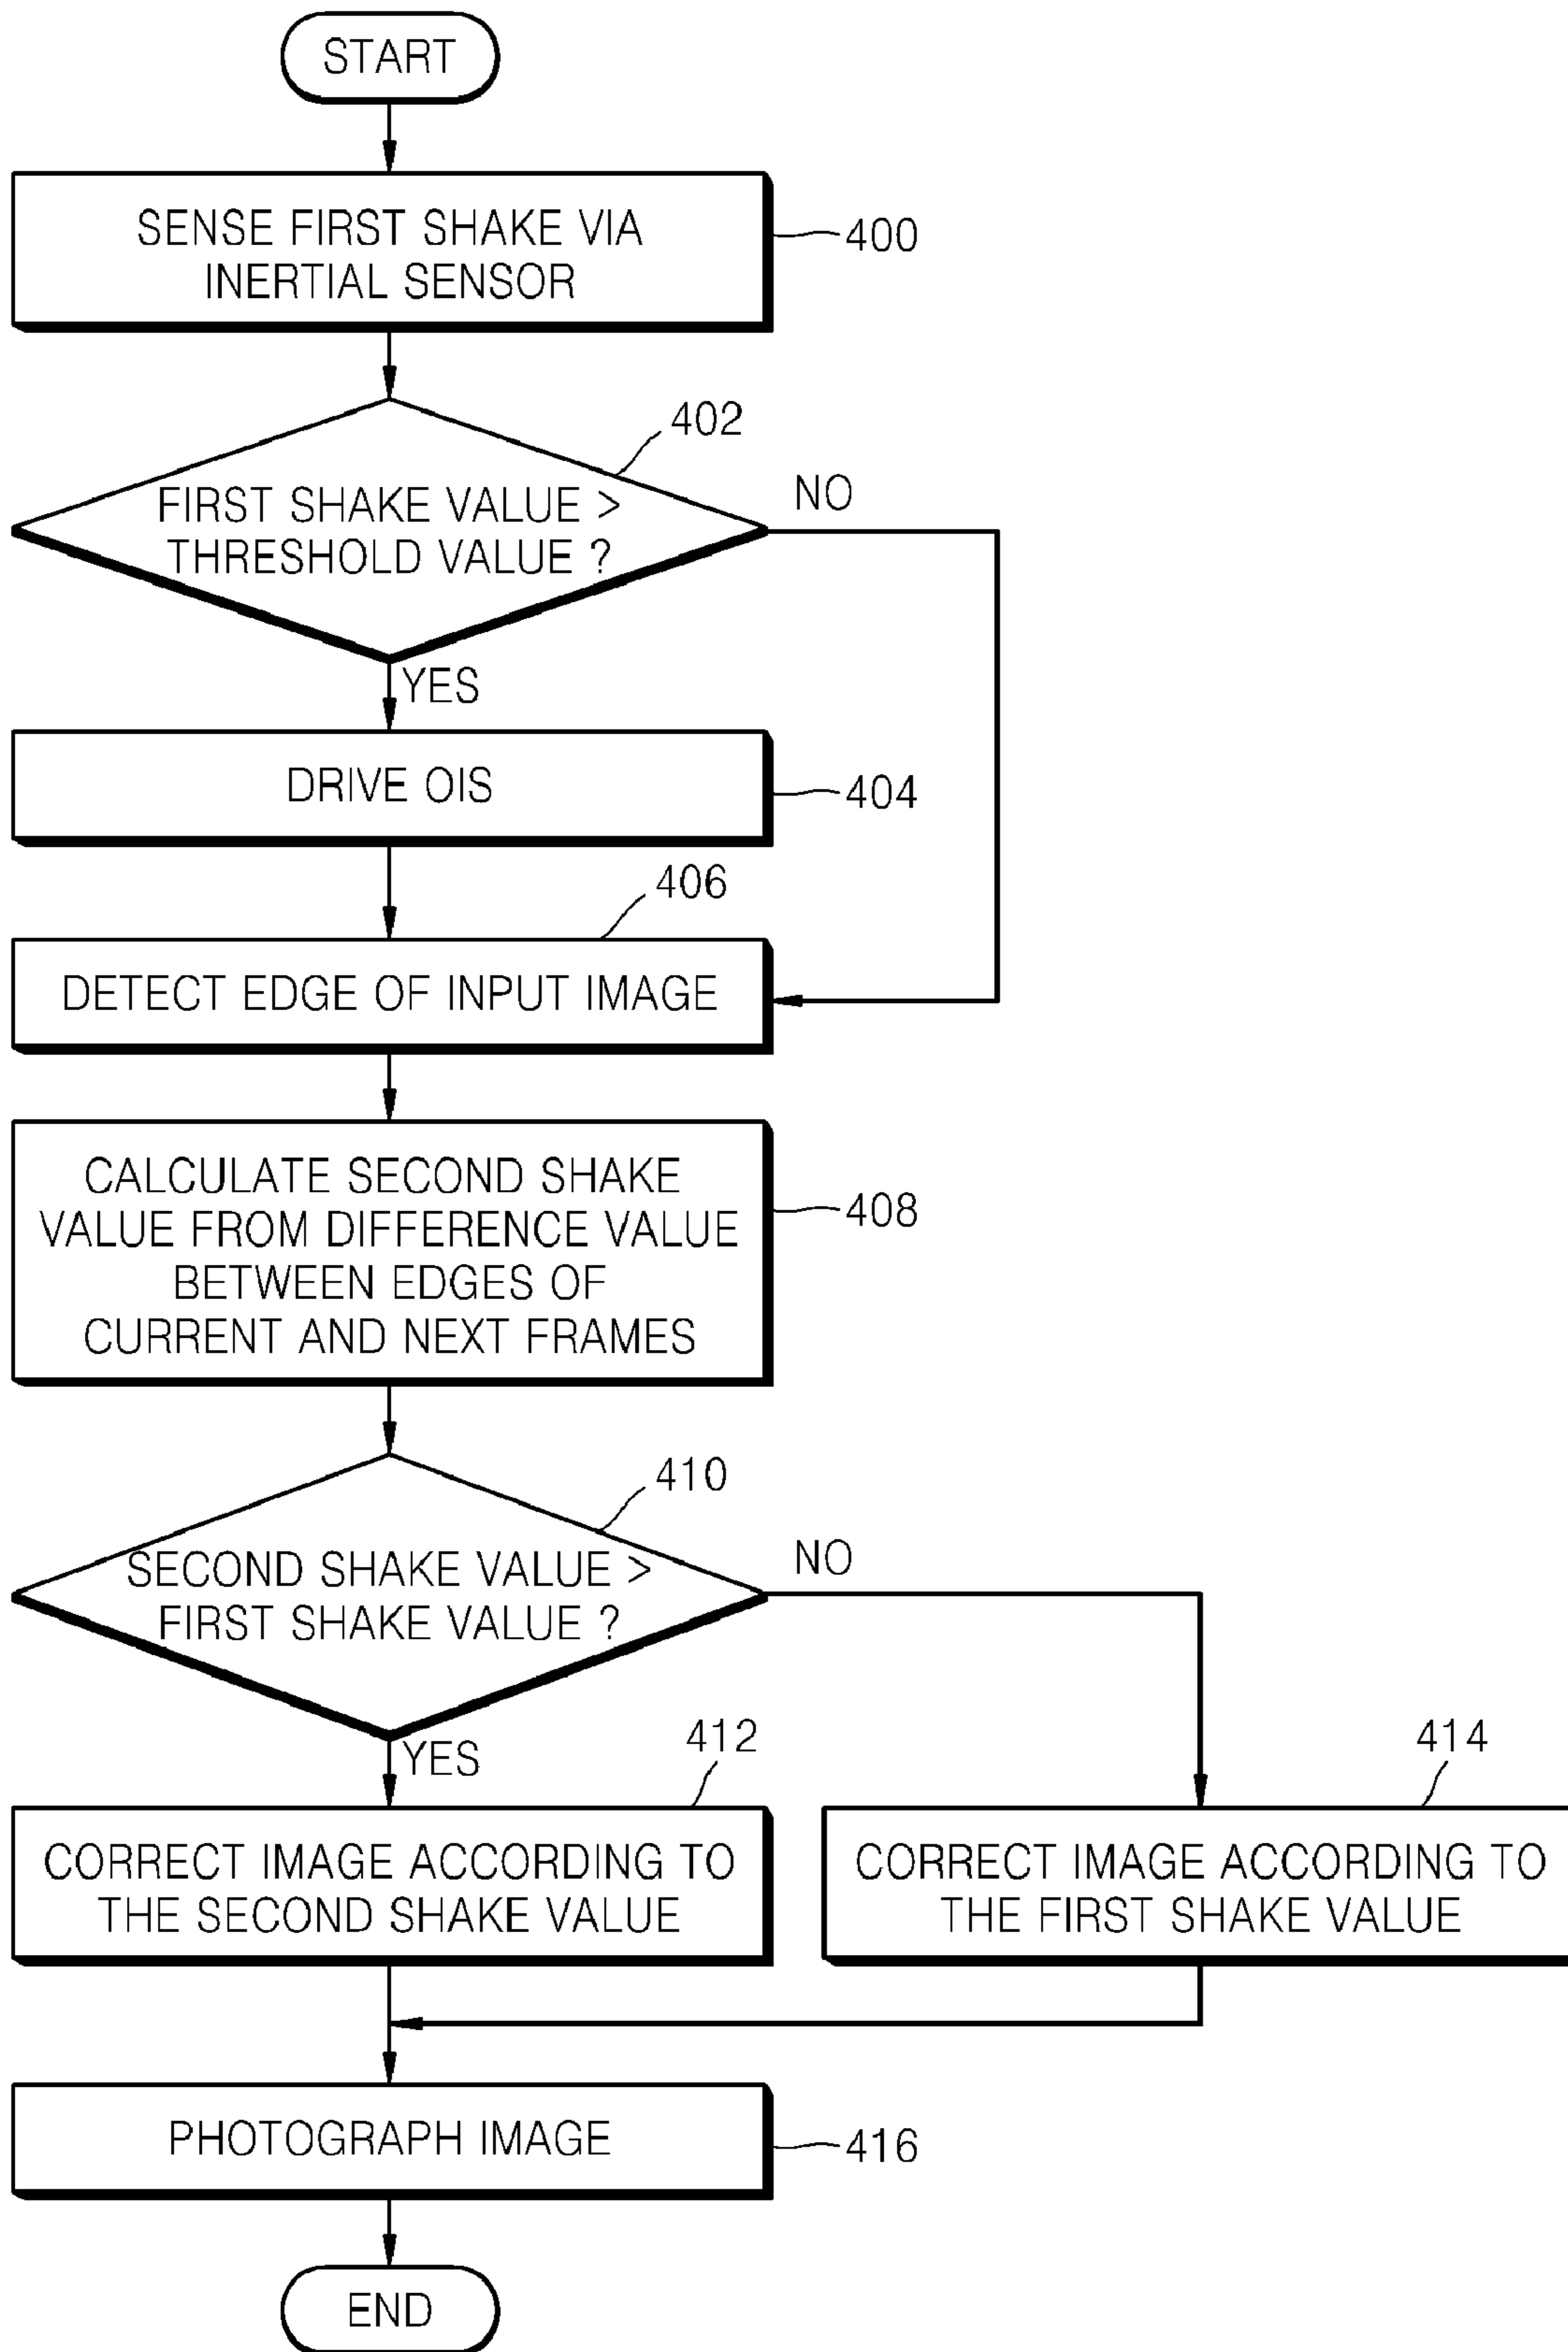 START
SENSE FIRST SHAKE VIA
INERTIAL SENSOR
400
402
FIRST SHAKE VALUE >
THRESHOLD VALUE ?
NO
YES
DRIVE OIS
404
406
DETECT EDGE OF INPUT IMAGE
CALCULATE SECOND SHAKE
VALUE FROM DIFFERENCE VALUE
BETWEEN EDGES OF
CURRENT AND NEXT FRAMES
408
410
SECOND SHAKE VALUE >
FIRST SHAKE VALUE ?
NO
YES
412
CORRECT IMAGE ACCORDING TO
THE SECOND SHAKE VALUE
414
CORRECT IMAGE ACCORDING TO
THE FIRST SHAKE VALUE
PHOTOGRAPH IMAGE
416
END